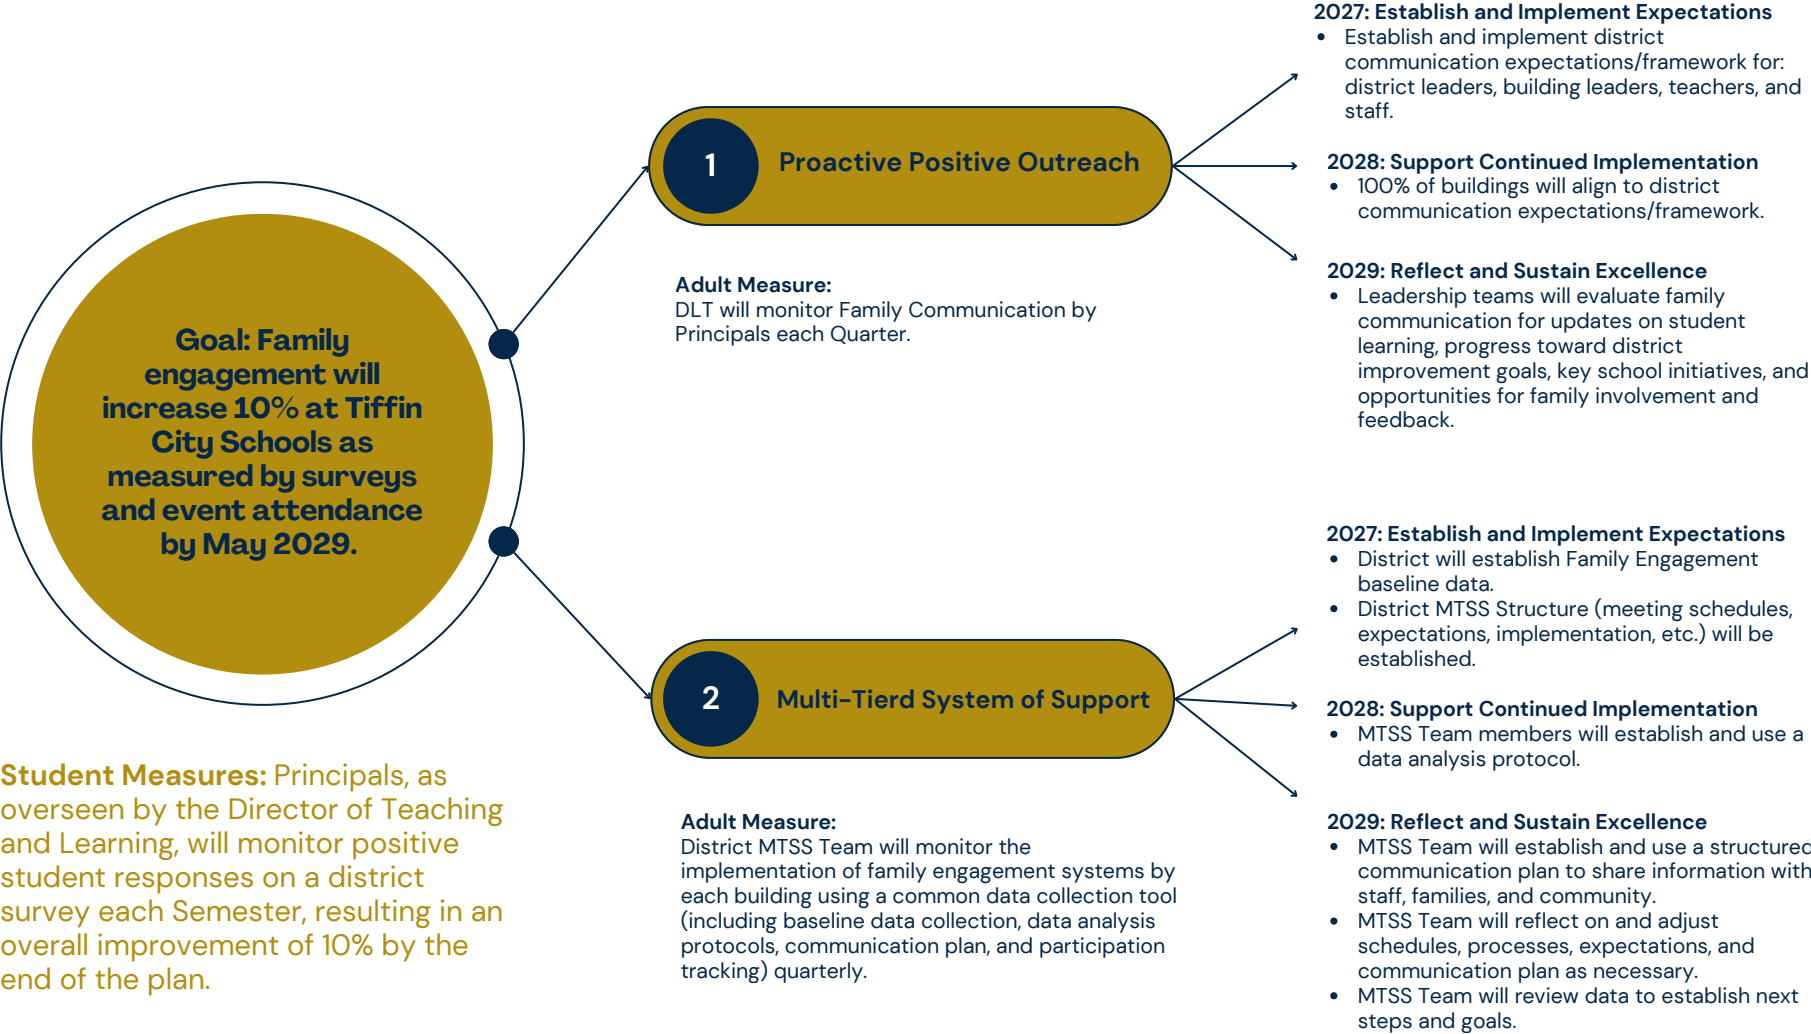 Goal: Family
engagement will
increase 10% at Tiffin
City Schools as
measured by surveys
and event attendance
by May 2029.
Student Measures: Principals, as
overseen by the Director of Teaching
and Learning, will monitor positive
student responses on a district
survey each Semester, resulting in an
overall improvement of 10% by the
end of the plan.
1
Proactive Positive Outreach
Adult Measure:
DLT will monitor Family Communication by
Principals each Quarter.
2027: Establish and Implement Expectations
• Establish and implement district
communication expectations/framework for:
district leaders, building leaders, teachers, and
staff.
2028: Support Continued Implementation
• 100% of buildings will align to district
communication expectations/framework.
2029: Reflect and Sustain Excellence
• Leadership teams will evaluate family
communication for updates on student
learning, progress toward district
improvement goals, key school initiatives, and
opportunities for family involvement and
feedback.
2
Multi-Tierd System of Support
Adult Measure:
District MTSS Team will monitor the
implementation of family engagement systems by
each building using a common data collection tool
(including baseline data collection, data analysis
protocols, communication plan, and participation
tracking) quarterly.
2027: Establish and Implement Expectations
• District will establish Family Engagement
baseline data.
• District MTSS Structure (meeting schedules,
expectations, implementation, etc.) will be
established.
2028: Support Continued Implementation
• MTSS Team members will establish and use a
data analysis protocol.
2029: Reflect and Sustain Excellence
• MTSS Team will establish and use a structured
communication plan to share information with
staff, families, and community.
• MTSS Team will reflect on and adjust
schedules, processes, expectations, and
communication plan as necessary.
• MTSS Team will review data to establish next
steps and goals.